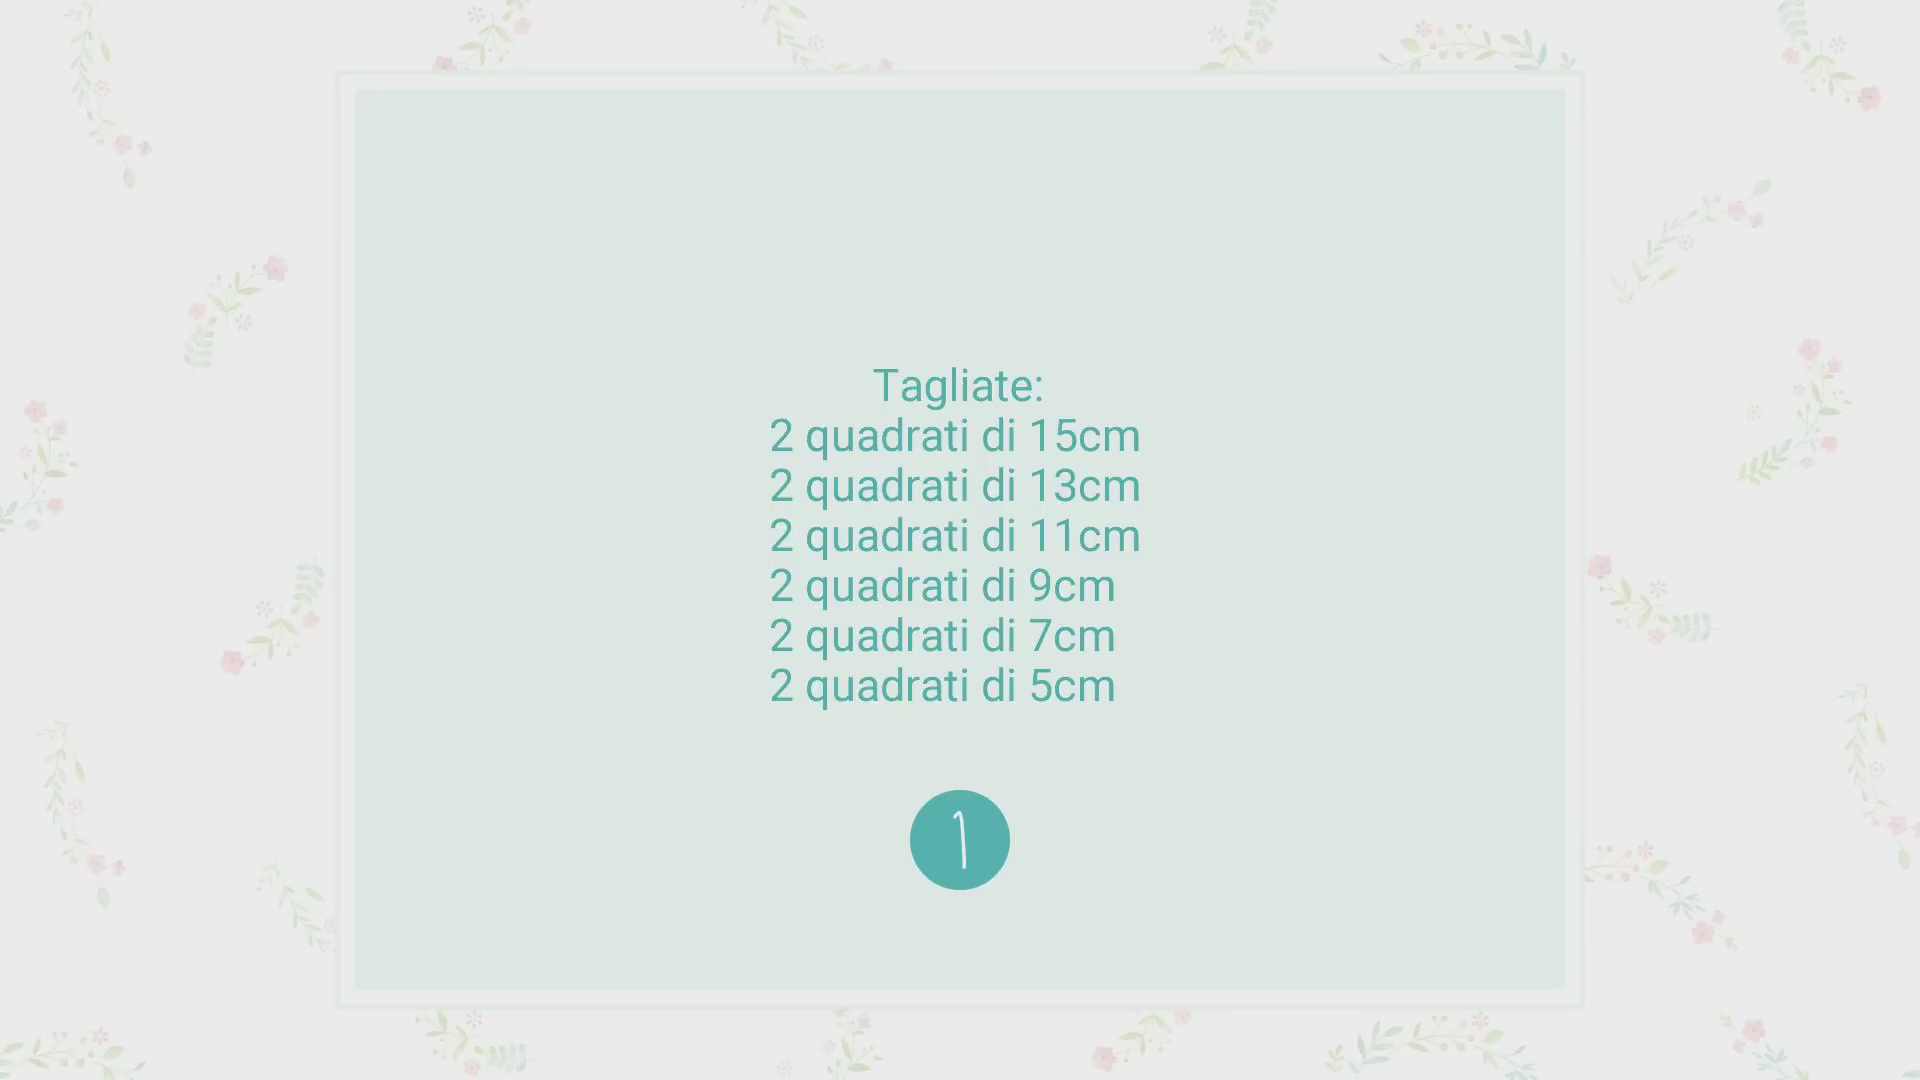 Tagliate:
2 quadrati di 15cm
2 quadrati di 13cm
2 quadrati di 11cm
2 quadrati di 9cm
2 quadrati di 7cm
2 quadrati di 5cm
1